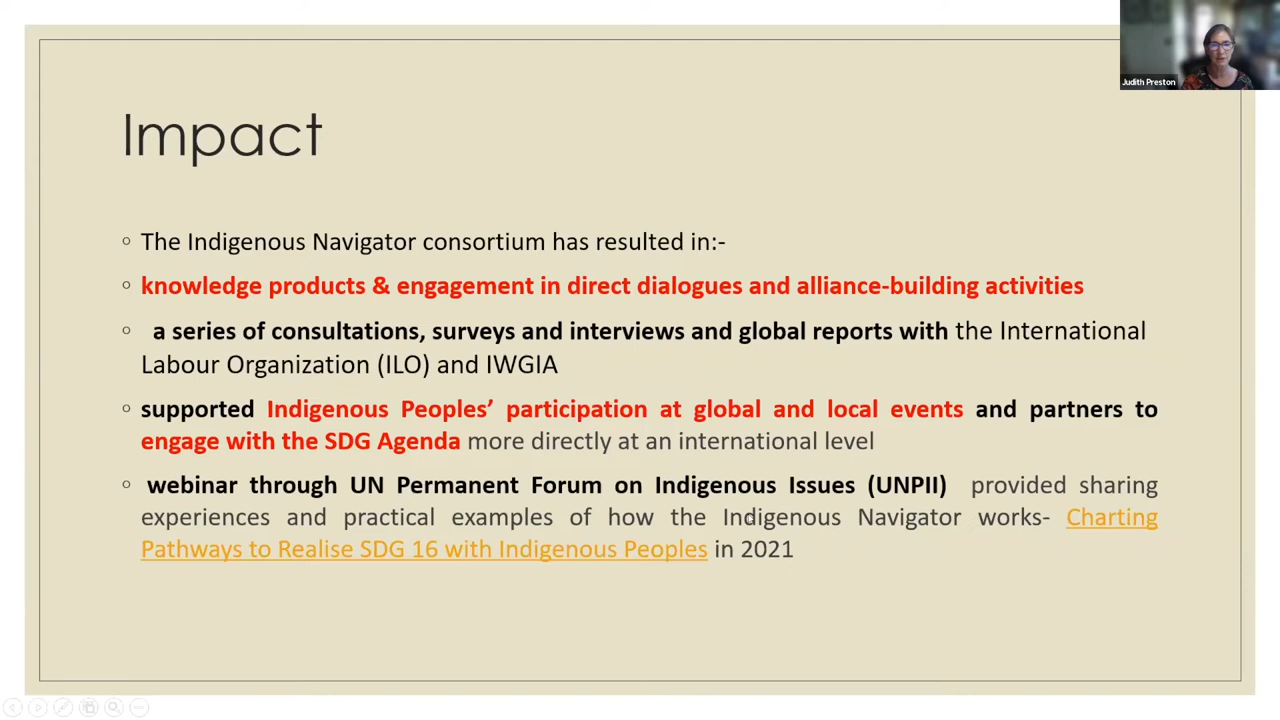 Judith Preston
Impact
◦ The Indigenous Navigator consortium has resulted in:-
◦ knowledge products & engagement in direct dialogues and alliance-building activities
◦ a series of consultations, surveys and interviews and global reports with the International
Labour Organization (ILO) and IWGIA
◦ supported Indigenous Peoples’ participation at global and local events and partners to
engage with the SDG Agenda more directly at an international level
◦ webinar through UN Permanent Forum on Indigenous Issues (UNPII) provided sharing
experiences and practical examples of how the Indigenous Navigator works- Charting
Pathways to Realise SDG 16 with Indigenous Peoples in 2021